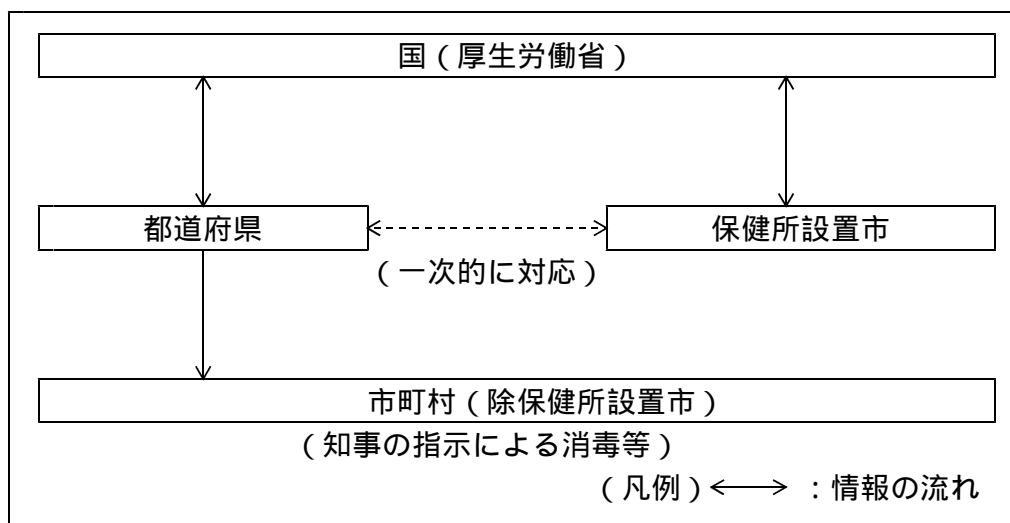 国（厚生労働省）
都道府県
保健所設置市
（一次的に対応）
市町村（除保健所設置市）
（知事の指示による消毒等）
（凡例） ：情報の流れ